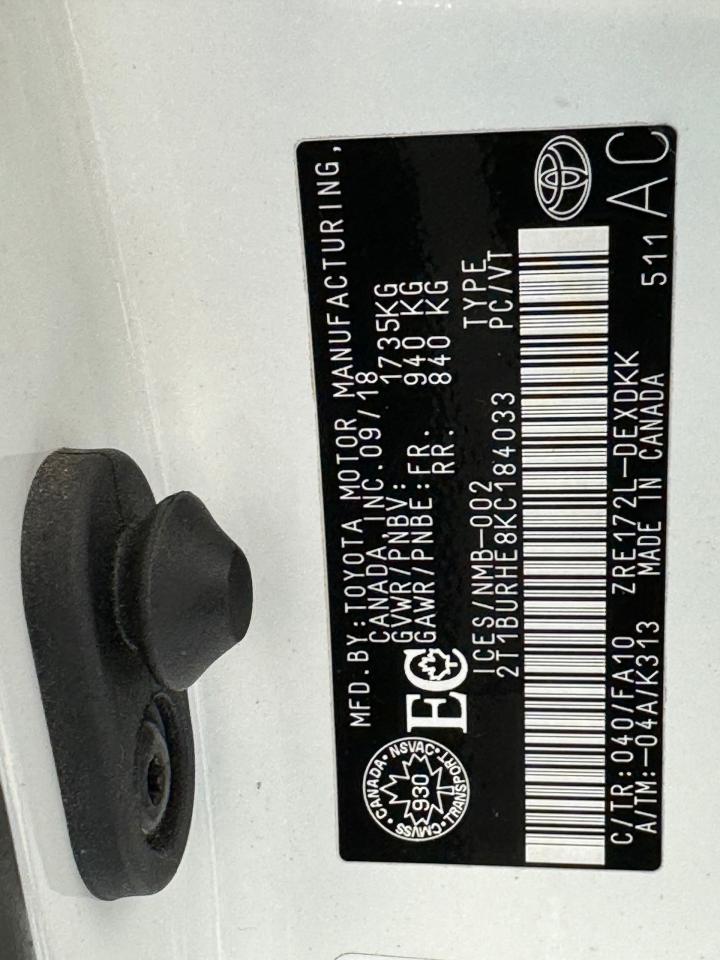 MFD.BY:TOYOTA MOTOR MANUFACTURING,
CANADA,INC.09/18
GVWR/PNBV: 1735KG
GAWR/PNBE:FR. 940 KG
RR. 840 KG
CANADA • NSVAC • TRANSPORT • CMVSS •
930
EC
ICES/NMB-002 TYPE
2T1BURHE8KC184033 PC/VT
C/TR:040/FA10 ZRE172L-DEXDKK 511
A/TM:-04A/K313 MADE IN CANADA AC